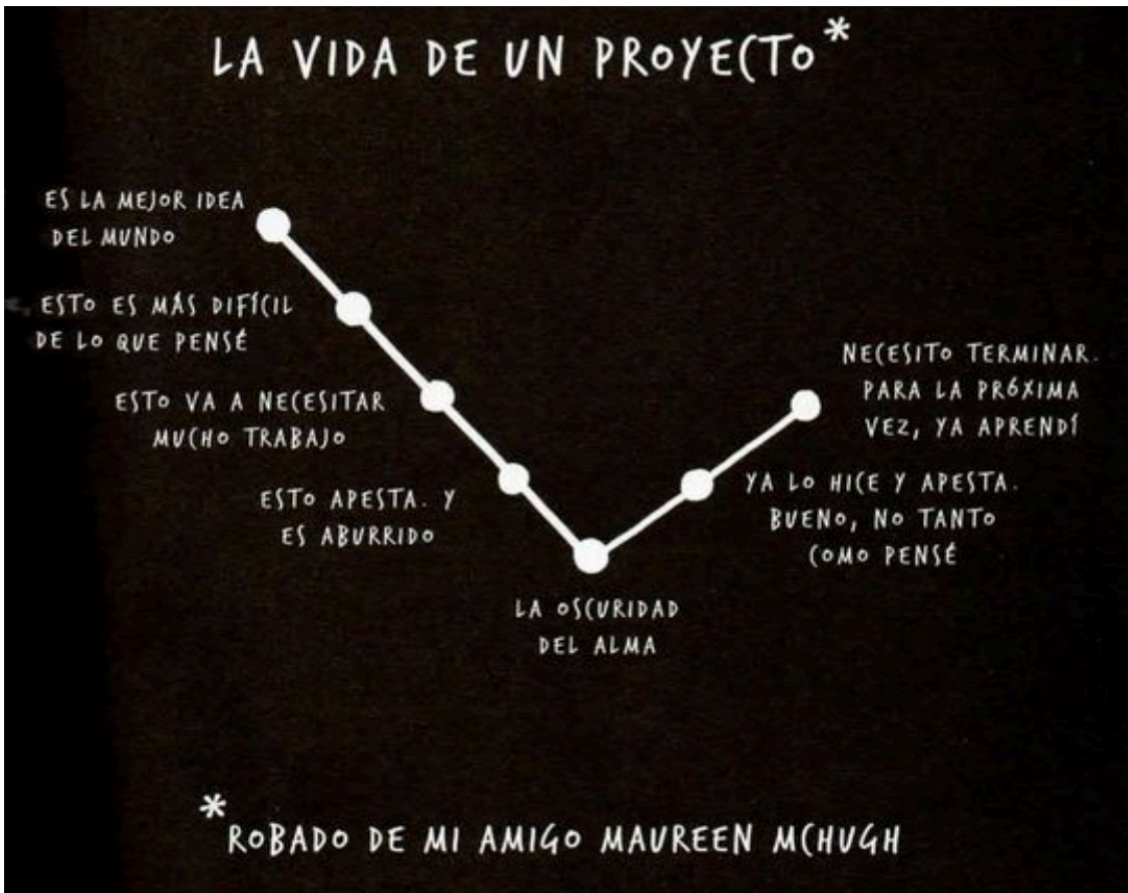 LA VIDA DE UN PROYECTO*
ES LA MEJOR IDEA
DEL MUNDO
ESTO ES MÁS DIFÍCIL
DE LO QUE PENSÉ
ESTO VA A NECESITAR
MUCHO TRABAJO
ESTO APESTA. Y
ES ABURRIDO
LA OSCURIDAD
DEL ALMA
YA LO HICE Y APESTA.
BUENO, NO TANTO
COMO PENSÉ
NECESITO TERMINAR.
PARA LA PRÓXIMA
VEZ, YA APRENDÍ
*ROBADO DE MI AMIGO MAUREEN MCHUGH